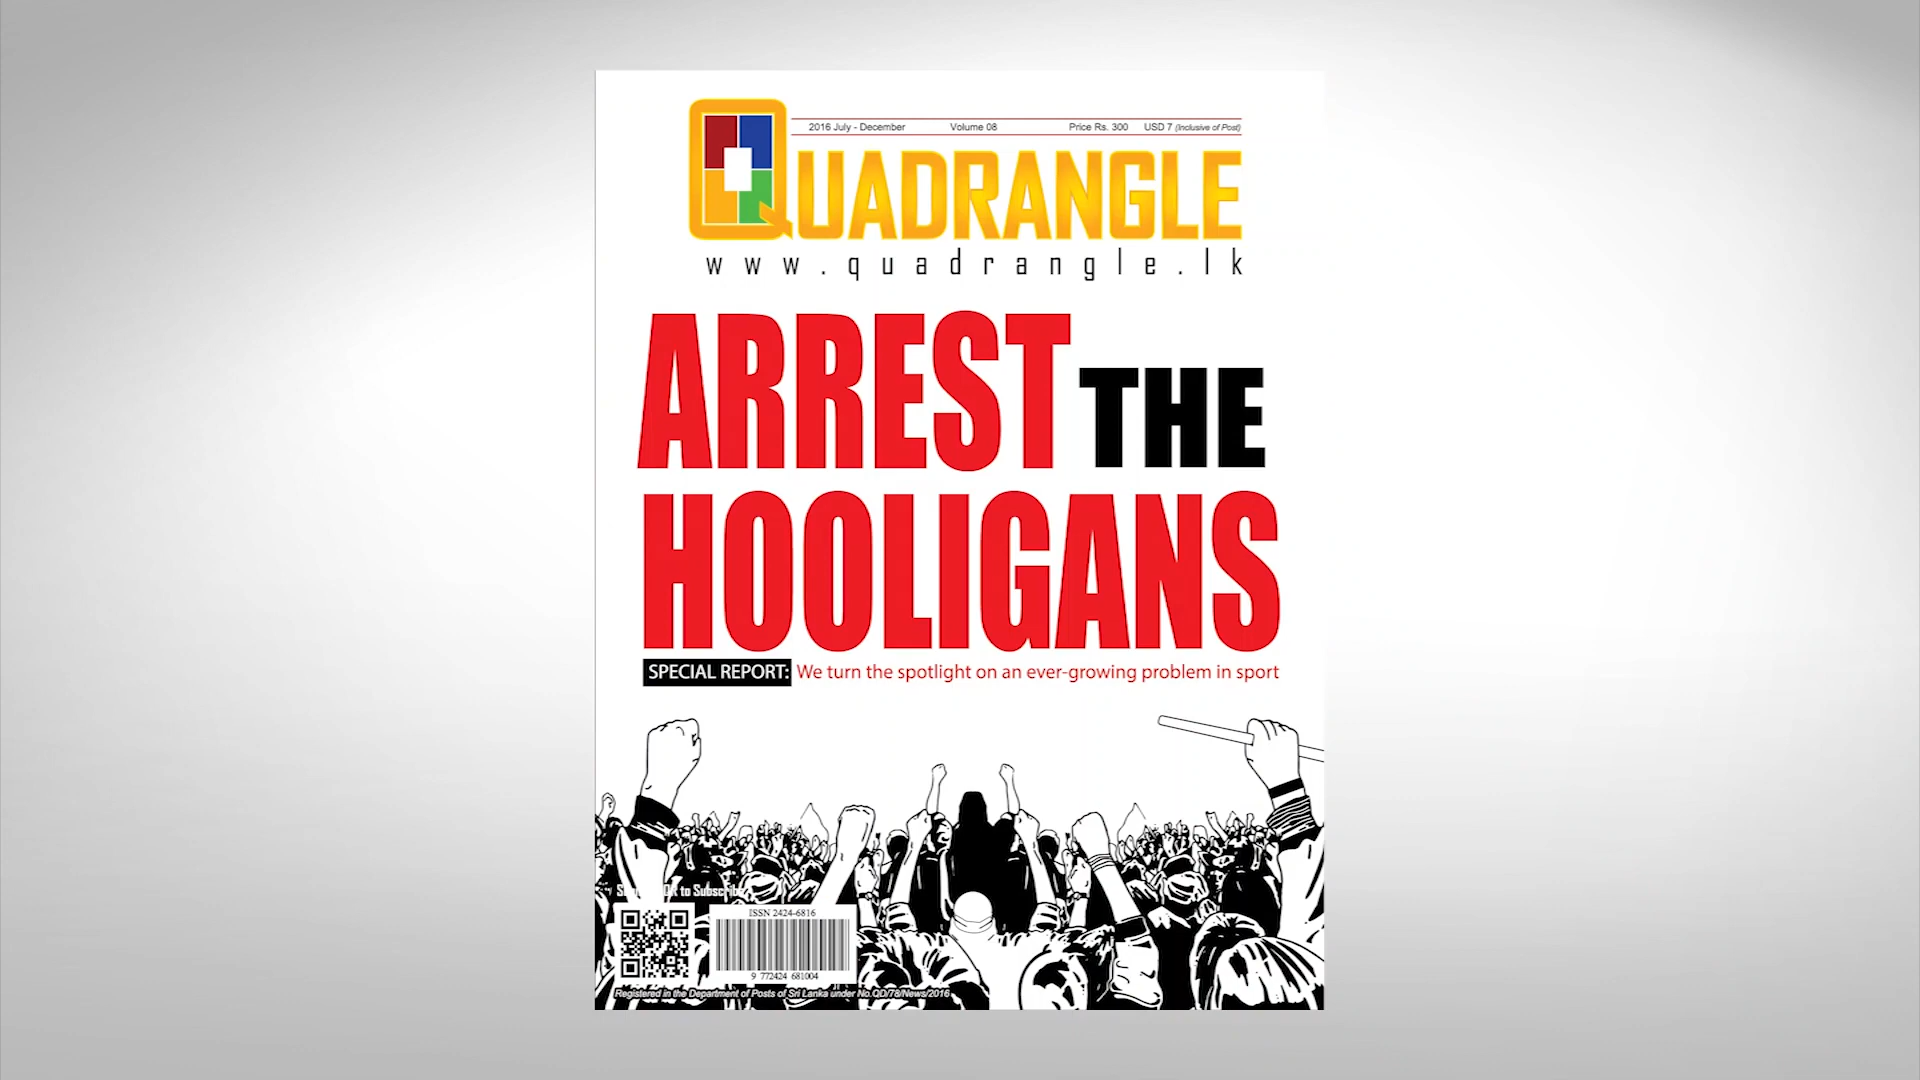 2016 July - December Volume 08 Price Rs. 300 USD 7 (Inclusive of Post)
QUADRANGLE
www.quadrangle.lk
ARREST THE
HOOLIGANS
SPECIAL REPORT: We turn the spotlight on an ever-growing problem in sport
QR to Subscribe
ISSN 2424-6816
9 772424 681004
Registered in the Department of Posts of Sri Lanka under No.QD/78/News/2016